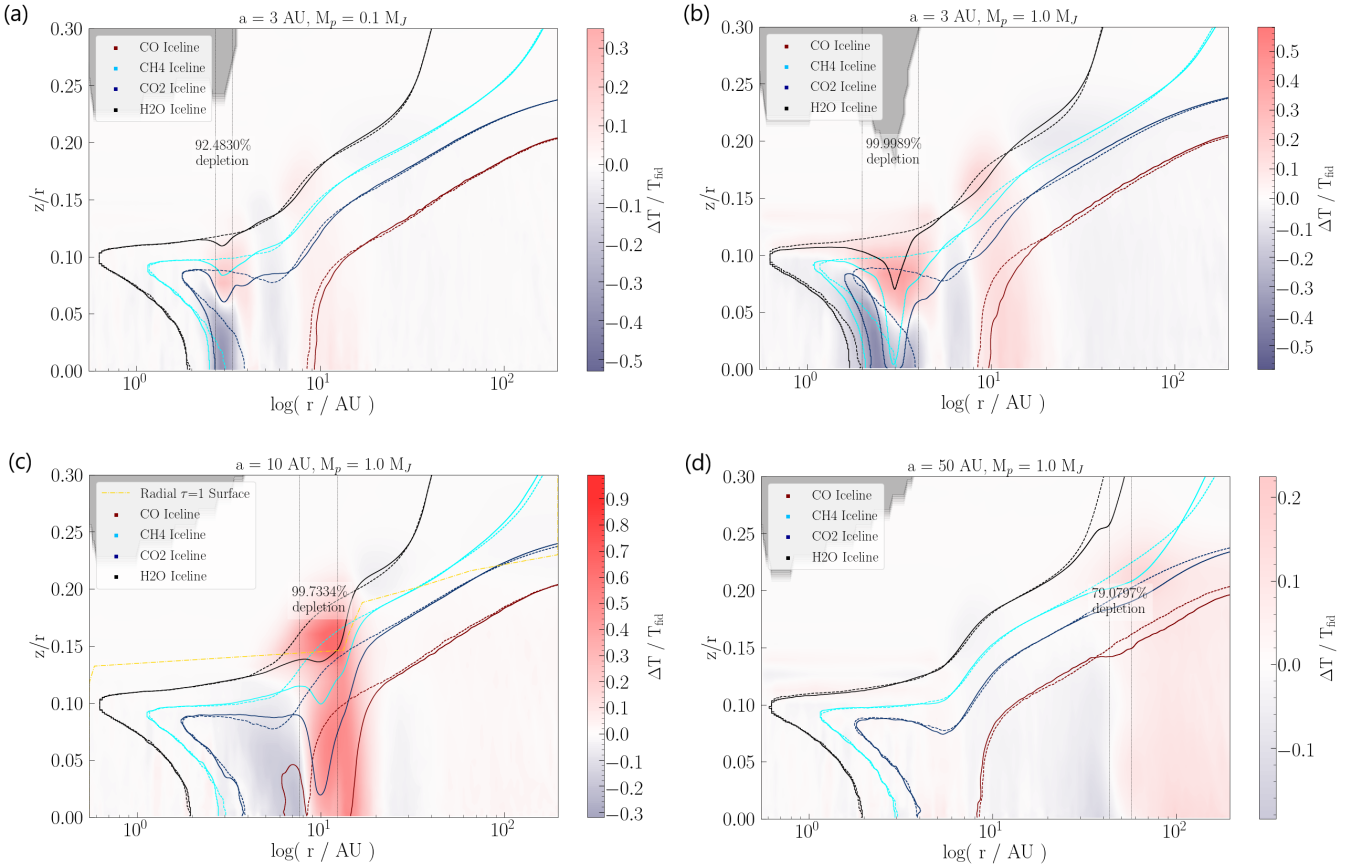 (a)
a = 3 AU, M_p = 0.1 M_J
CO Iceline
CH4 Iceline
CO2 Iceline
H2O Iceline
92.4830%
depletion
0.30
0.25
0.20
0.15
0.10
0.05
0.00
z/r
10^0
10^1
10^2
log( r / AU )
0.3
0.2
0.1
0.0
−0.1
−0.2
−0.3
−0.4
−0.5
ΔT / T_fid
(b)
a = 3 AU, M_p = 1.0 M_J
CO Iceline
CH4 Iceline
CO2 Iceline
H2O Iceline
99.9989%
depletion
0.30
0.25
0.20
0.15
0.10
0.05
0.00
z/r
10^0
10^1
10^2
log( r / AU )
0.5
0.4
0.3
0.2
0.1
0.0
−0.1
−0.2
−0.3
−0.4
−0.5
ΔT / T_fid
(c)
a = 10 AU, M_p = 1.0 M_J
Radial τ=1 Surface
CO Iceline
CH4 Iceline
CO2 Iceline
H2O Iceline
99.7334%
depletion
0.30
0.25
0.20
0.15
0.10
0.05
0.00
z/r
10^0
10^1
10^2
log( r / AU )
0.9
0.8
0.7
0.6
0.5
0.4
0.3
0.2
0.1
0.0
−0.1
−0.2
−0.3
ΔT / T_fid
(d)
a = 50 AU, M_p = 1.0 M_J
CO Iceline
CH4 Iceline
CO2 Iceline
H2O Iceline
79.0797%
depletion
0.30
0.25
0.20
0.15
0.10
0.05
0.00
z/r
10^0
10^1
10^2
log( r / AU )
0.2
0.1
0.0
−0.1
ΔT / T_fid